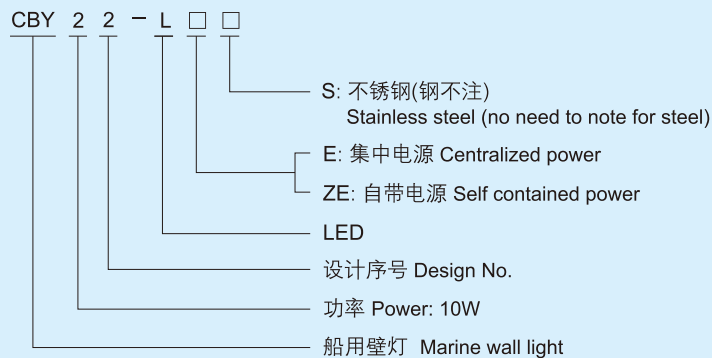 CBY 2 2 - L □ □
S: 不锈钢(钢不注)
Stainless steel (no need to note for steel)
E: 集中电源 Centralized power
ZE: 自带电源 Self contained power
LED
设计序号 Design No.
功率 Power: 10W
船用壁灯 Marine wall light